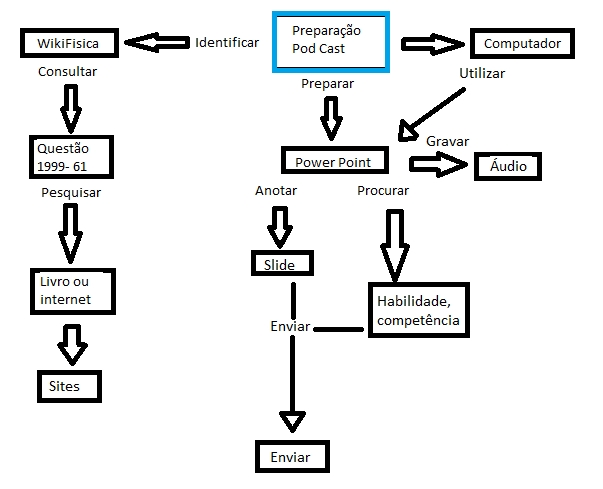 WikiFisica
Identificar
Preparação
Pod Cast
Computador
Consultar
Preparar
Utilizar
Questão
1999- 61
Power Point
Gravar
Áudio
Pesquisar
Anotar
Procurar
Livro ou
internet
Slide
Habilidade,
competência
Enviar
Sites
Enviar